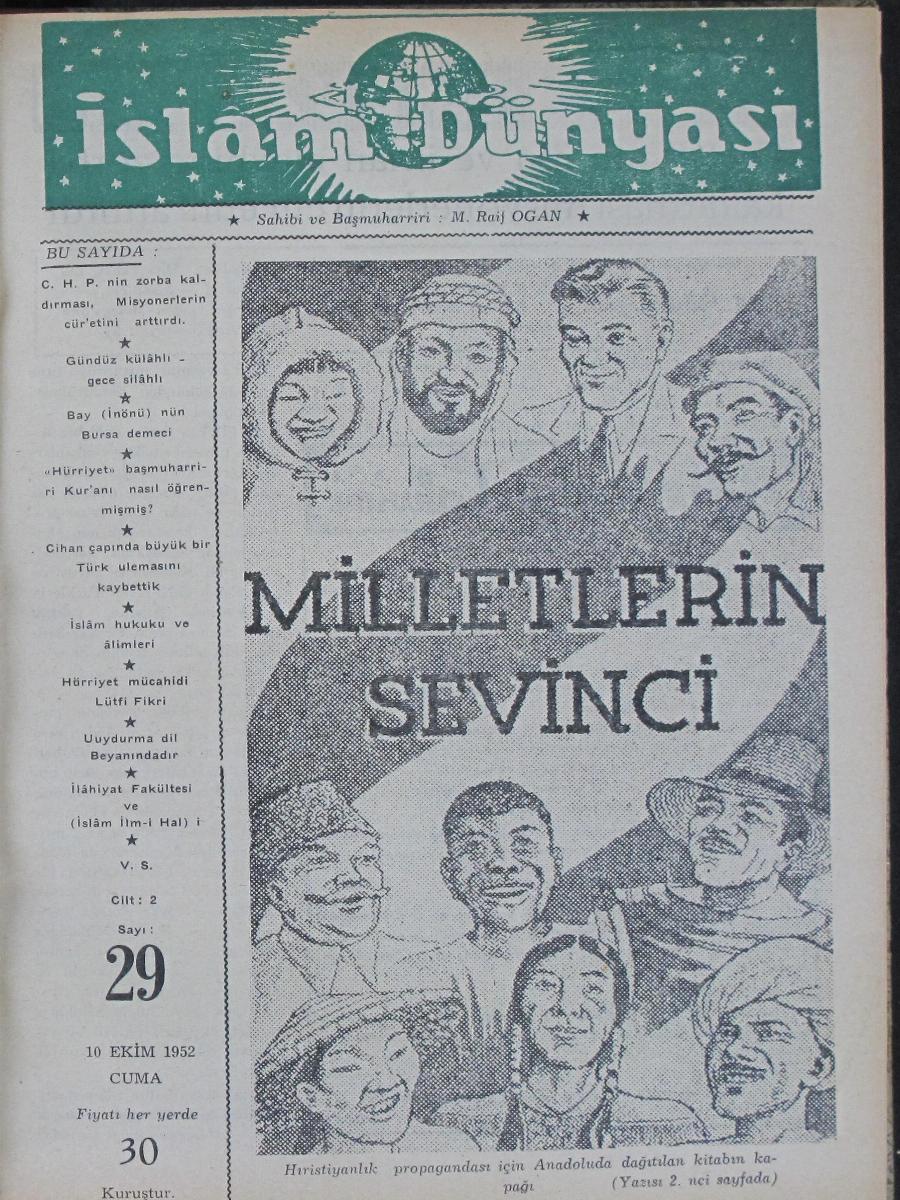 İslâm Dünyası
★ Sahibi ve Başmuharriri : M. Raif OGAN ★
BU SAYIDA :
C. H. P. nin zorba kal-
dırması, Misyonerlerin
cür'etini arttırdı.
★
Gündüz külâhlı -
gece silâhlı
★
Bay (İnönü) nün
Bursa demeci
★
«Hürriyet» başmuharri-
ri Kur'anı nasıl öğren-
mişmiş?
★
Cihan çapında büyük bir
Türk ulemasını
kaybettik
★
İslâm hukuku ve
âlimleri
★
Hürriyet mücahidi
Lütfi Fikri
★
Uuydurma dil
Beyanındadır
★
İlâhiyat Fakültesi
ve
(İslâm İlm-i Hal) i
★
V. S.
Cilt : 2
Sayı :
29
10 EKİM 1952
CUMA
Fiyatı her yerde
30
Kuruştur.
MİLLETLERİN
SEVİNCİ
Hıristiyanlık propagandası için Anadoluda dağıtılan kitabın ka-
pağı (Yazısı 2. nci sayfada)